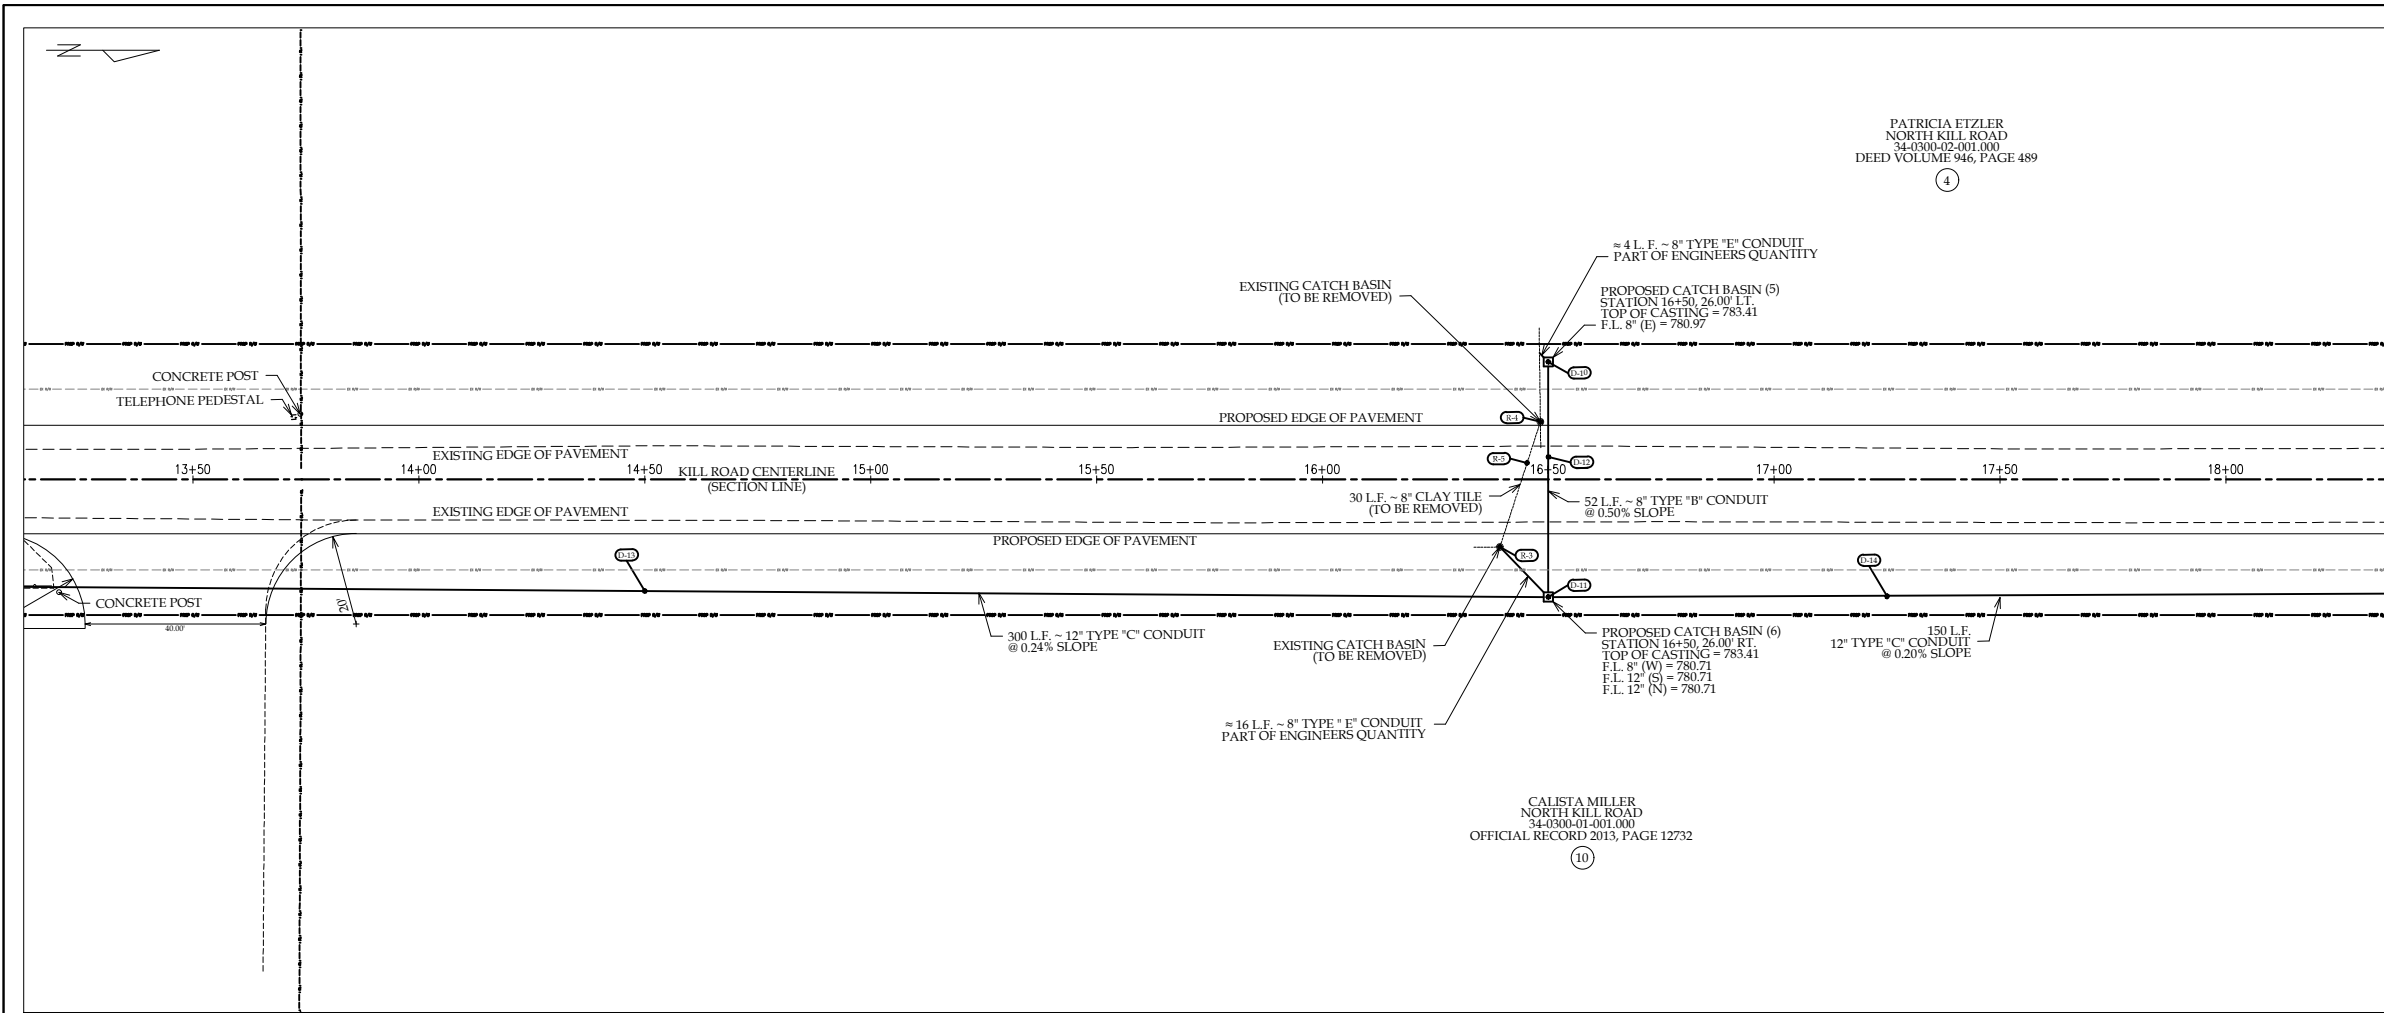 N
PATRICIA ETZLER
NORTH KILL ROAD
34-0300-02-001.000
DEED VOLUME 946, PAGE 489
4
≈ 4 L. F. ~ 8" TYPE "E" CONDUIT
PART OF ENGINEERS QUANTITY
EXISTING CATCH BASIN
(TO BE REMOVED)
PROPOSED CATCH BASIN (5)
STATION 16+50, 26.00' LT.
TOP OF CASTING = 783.41
F.L. 8" (E) = 780.97
CONCRETE POST
TELEPHONE PEDESTAL
D-10
R-4
PROPOSED EDGE OF PAVEMENT
EXISTING EDGE OF PAVEMENT
R-5
D-12
13+50
14+00
14+50
KILL ROAD CENTERLINE
(SECTION LINE)
15+00
15+50
16+00
16+50
17+00
17+50
18+00
30 L.F. ~ 8" CLAY TILE
(TO BE REMOVED)
52 L.F. ~ 8" TYPE "B" CONDUIT
@ 0.50% SLOPE
EXISTING EDGE OF PAVEMENT
PROPOSED EDGE OF PAVEMENT
D-13
R-3
D-14
D-11
20'
CONCRETE POST
40.00'
300 L.F. ~ 12" TYPE "C" CONDUIT
@ 0.24% SLOPE
EXISTING CATCH BASIN
(TO BE REMOVED)
PROPOSED CATCH BASIN (6)
STATION 16+50, 26.00' RT.
TOP OF CASTING = 783.41
F.L. 8" (W) = 780.71
F.L. 12" (S) = 780.71
F.L. 12" (N) = 780.71
150 L.F.
12" TYPE "C" CONDUIT
@ 0.20% SLOPE
≈ 16 L.F. ~ 8" TYPE " E" CONDUIT
PART OF ENGINEERS QUANTITY
CALISTA MILLER
NORTH KILL ROAD
34-0300-01-001.000
OFFICIAL RECORD 2013, PAGE 12732
10